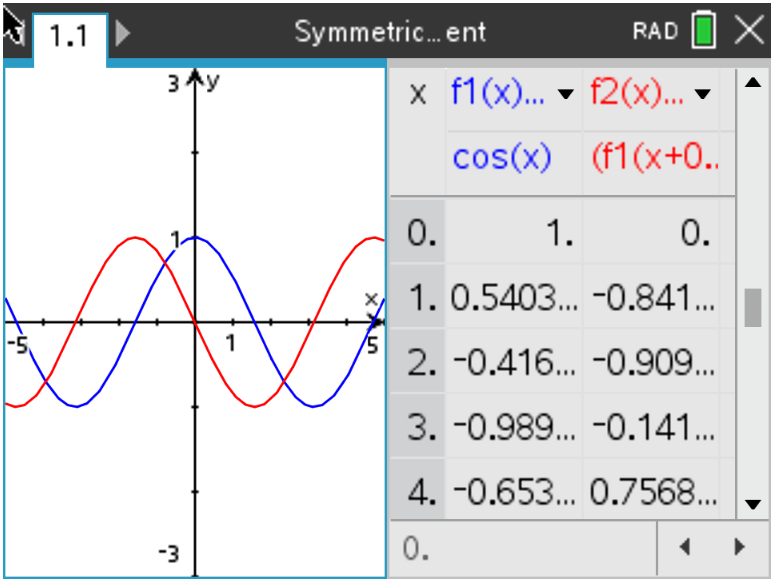 1.1 Symmetric...ent RAD
3 y
1
x
-5 1 5
-3
x f1(x)... f2(x)...
cos(x) (f1(x+0..
0. 1. 0.
1. 0.5403... -0.841...
2. -0.416... -0.909...
3. -0.989... -0.141...
4. -0.653... 0.7568...
0.